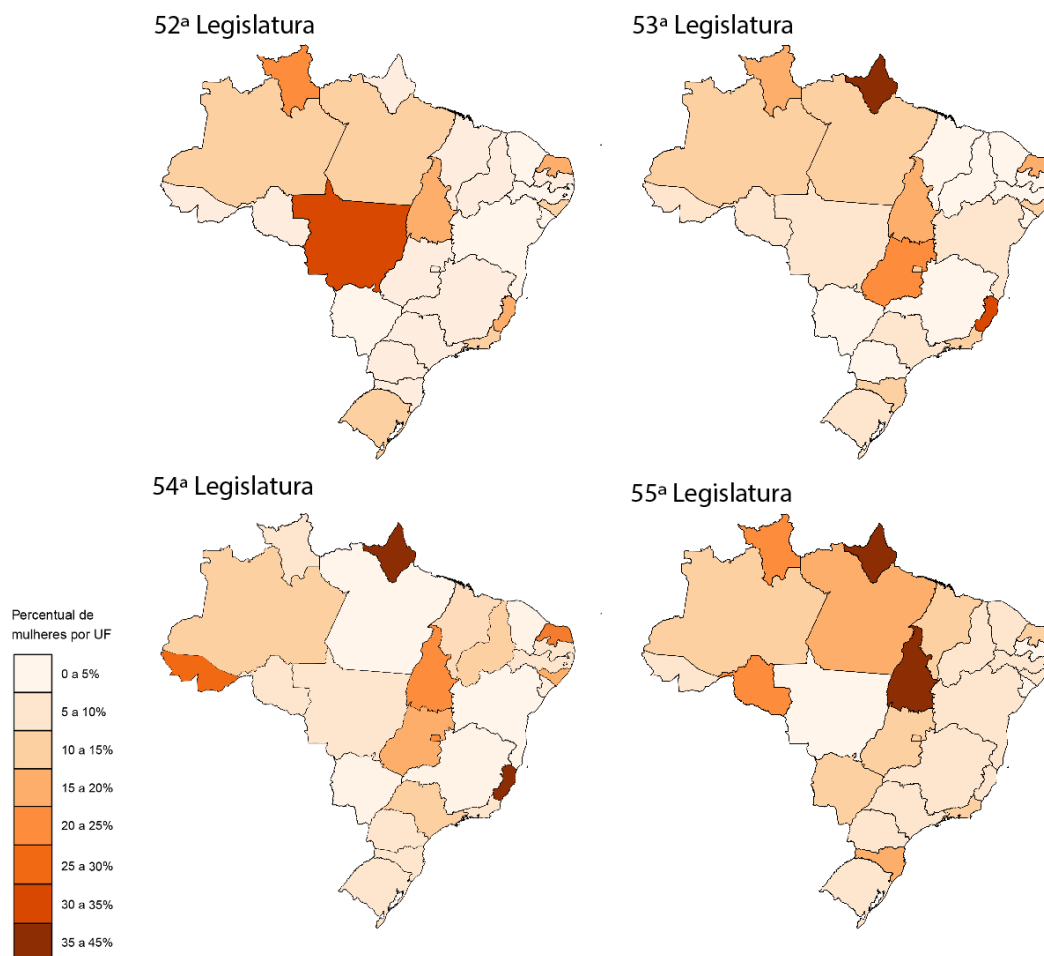 52ª Legislatura
53ª Legislatura
54ª Legislatura
55ª Legislatura
Percentual de
mulheres por UF
0 a 5%
5 a 10%
10 a 15%
15 a 20%
20 a 25%
25 a 30%
30 a 35%
35 a 45%